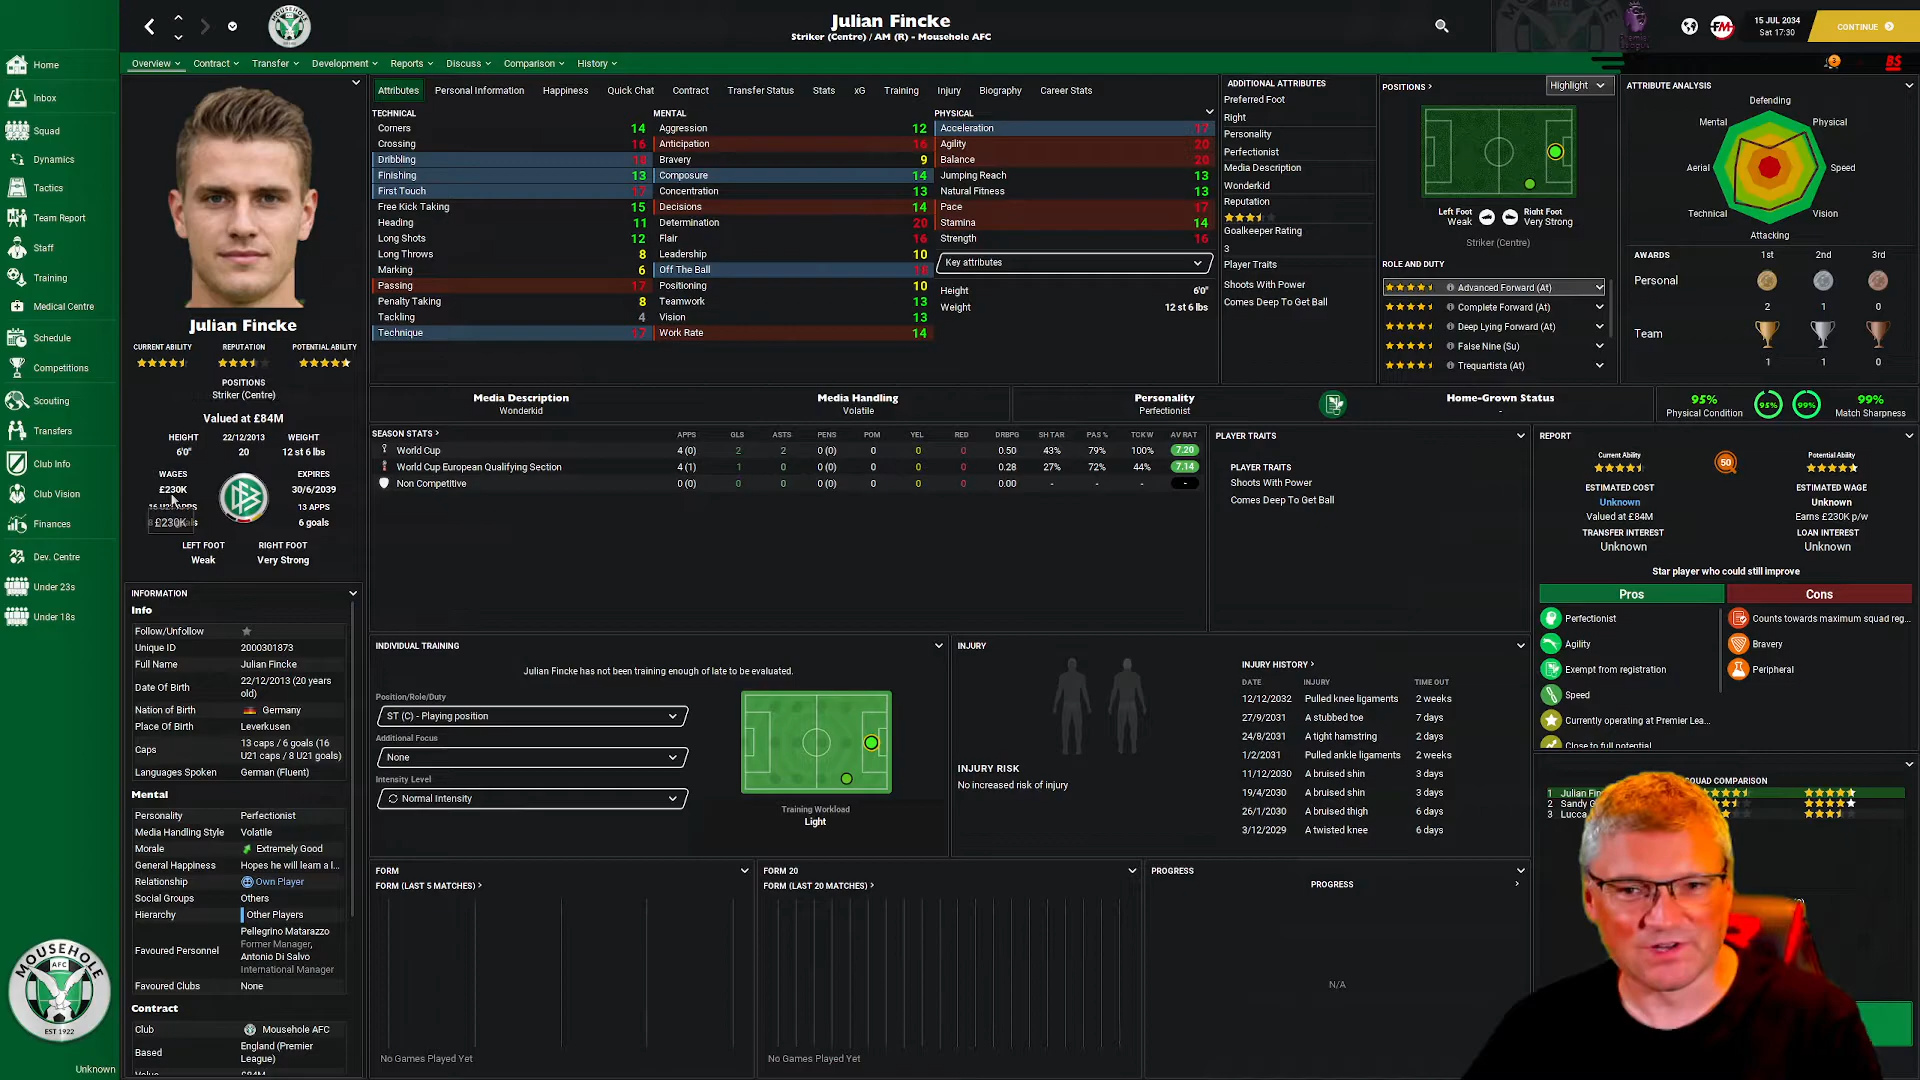 Julian Fincke
Striker (Centre) / AM (R) - Mousehole AFC
15 JUL 2034
Sat 17:30
CONTINUE
Home
Inbox
Squad
Dynamics
Tactics
Team Report
Staff
Training
Medical Centre
Schedule
Competitions
Scouting
Transfers
Club Info
Club Vision
Finances
Dev. Centre
Under 23s
Under 18s
MOUSEHOLE
AFC
EST 1922
Unknown
Overview Contract Transfer Development Reports Discuss Comparison History
Julian Fincke
CURRENT ABILITY REPUTATION POTENTIAL ABILITY
POSITIONS
Striker (Centre)
Valued at £84M
HEIGHT 22/12/2013 WEIGHT
6'0" 20 12 st 6 lbs
WAGES EXPIRES
£230K 30/6/2039
13 APPS
£230K 6 goals
LEFT FOOT RIGHT FOOT
Weak Very Strong
INFORMATION
Info
Follow/Unfollow
Unique ID 2000301873
Full Name Julian Fincke
Date Of Birth 22/12/2013 (20 years old)
Nation of Birth Germany
Place Of Birth Leverkusen
Caps 13 caps / 6 goals (16 U21 caps / 8 U21 goals)
Languages Spoken German (Fluent)
Mental
Personality Perfectionist
Media Handling Style Volatile
Morale Extremely Good
General Happiness Hopes he will learn a l...
Relationship Own Player
Social Groups Others
Hierarchy Other Players
Favoured Personnel Pellegrino Matarazzo
Former Manager,
Antonio Di Salvo
International Manager
Favoured Clubs None
Contract
Club Mousehole AFC
Based England (Premier League)
Attributes Personal Information Happiness Quick Chat Contract Transfer Status Stats xG Training Injury Biography Career Stats
TECHNICAL MENTAL PHYSICAL
Corners 14 Aggression 12 Acceleration 17
Crossing 16 Anticipation 16 Agility 20
Dribbling Bravery 9 Balance 20
Finishing 13 Composure 14 Jumping Reach 13
First Touch 17 Concentration 13 Natural Fitness 13
Free Kick Taking 15 Decisions 14 Pace 17
Heading 11 Determination 20 Stamina 14
Long Shots 12 Flair 16 Strength 16
Long Throws 8 Leadership 10 Key attributes
Marking 6 Off The Ball
Passing 17 Positioning 10 Height 6'0"
Penalty Taking 8 Teamwork 13 Weight 12 st 6 lbs
Tackling 4 Vision 13
Technique 17 Work Rate 14
ADDITIONAL ATTRIBUTES
Preferred Foot
Right
Personality
Perfectionist
Media Description
Wonderkid
Reputation
Goalkeeper Rating
3
Player Traits
Shoots With Power
Comes Deep To Get Ball
POSITIONS Highlight
Left Foot Weak Right Foot Very Strong
Striker (Centre)
ROLE AND DUTY
Advanced Forward (At)
Complete Forward (At)
Deep Lying Forward (At)
False Nine (Su)
Trequartista (At)
ATTRIBUTE ANALYSIS
Defending
Mental Physical
Aerial Speed
Technical Vision
Attacking
AWARDS 1st 2nd 3rd
Personal
2 1 0
Team
1 1 0
Media Description Media Handling Personality Home-Grown Status
Wonderkid Volatile Perfectionist -
95% 95% 99% 99%
Physical Condition Match Sharpness
SEASON STATS
APPS GLS ASTS PENS POM YEL RED DRBPG SH TAR PAS % TCK W AV RAT
World Cup 4 (0) 2 2 0 (0) 0 0 0 0.50 43% 79% 100% 7.20
World Cup European Qualifying Section 4 (1) 1 0 0 (0) 0 0 0 0.28 27% 72% 44% 7.14
Non Competitive 0 (0) 0 0 0 (0) 0 0 0 0.00 - - - -
PLAYER TRAITS
PLAYER TRAITS
Shoots With Power
Comes Deep To Get Ball
REPORT
Current Ability 50 Potential Ability
ESTIMATED COST ESTIMATED WAGE
Unknown Unknown
Valued at £84M Earns £230K p/w
TRANSFER INTEREST LOAN INTEREST
Unknown Unknown
Star player who could still improve
Pros Cons
Perfectionist Counts towards maximum squad reg...
Agility Bravery
Exempt from registration Peripheral
Speed
Currently operating at Premier Lea...
Close to full potential
INDIVIDUAL TRAINING
Julian Fincke has not been training enough of late to be evaluated.
Position/Role/Duty
ST (C) - Playing position
Additional Focus
None
Intensity Level
Normal Intensity
Training Workload
Light
INJURY
INJURY RISK
No increased risk of injury
INJURY HISTORY
DATE INJURY TIME OUT
12/12/2032 Pulled knee ligaments 2 weeks
27/9/2031 A stubbed toe 7 days
24/8/2031 A tight hamstring 2 days
1/2/2031 Pulled ankle ligaments 2 weeks
11/12/2030 A bruised shin 3 days
19/4/2030 A bruised shin 3 days
26/1/2030 A bruised thigh 6 days
3/12/2029 A twisted knee 6 days
SQUAD COMPARISON
1 Julian Fin
2 Sandy G
3 Lucca
FORM
FORM (LAST 5 MATCHES)
No Games Played Yet
FORM 20
FORM (LAST 20 MATCHES)
No Games Played Yet
PROGRESS
PROGRESS
N/A